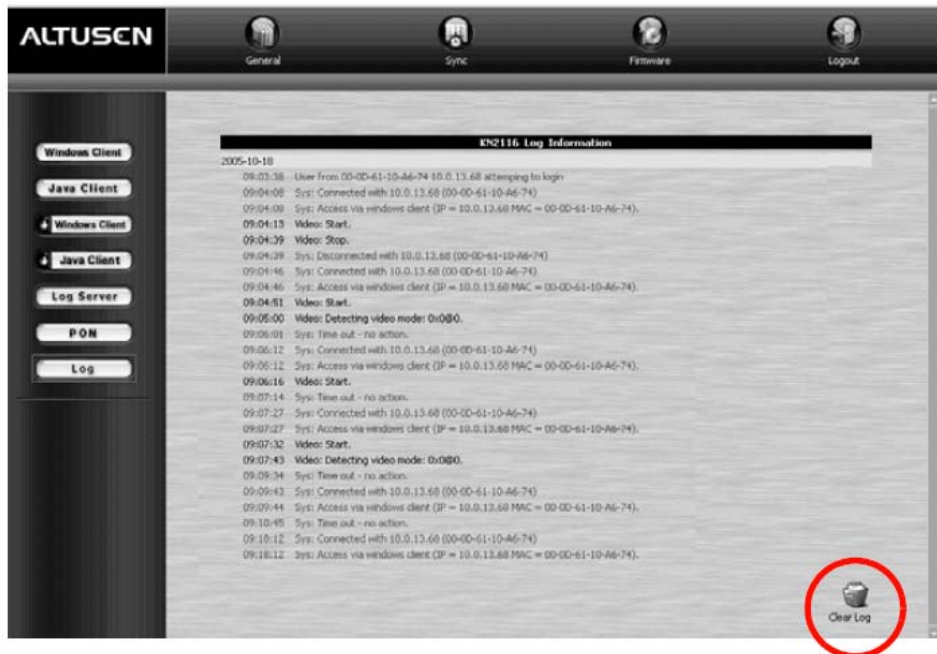 ALTUSCN
General
Sync
Firmware
Logout
Windows Client
Java Client
Windows Client
Java Client
Log Server
PON
Log
KN2116 Log Information
2005-10-18
09:03:38 User from 00-0D-61-10-A6-74 10.0.13.68 attemping to login
09:04:08 Sys: Connected with 10.0.13.68 (00-0D-61-10-A6-74)
09:04:08 Sys: Access via windows client (IP = 10.0.13.68 MAC = 00-0D-61-10-A6-74).
09:04:13 Video: Start.
09:04:39 Video: Stop.
09:04:39 Sys: Disconnected with 10.0.13.68 (00-0D-61-10-A6-74)
09:04:46 Sys: Connected with 10.0.13.68 (00-0D-61-10-A6-74)
09:04:46 Sys: Access via windows client (IP = 10.0.13.68 MAC = 00-0D-61-10-A6-74).
09:04:51 Video: Start.
09:05:00 Video: Detecting video mode: 0x0@0.
09:06:01 Sys: Time out - no action.
09:06:12 Sys: Connected with 10.0.13.68 (00-0D-61-10-A6-74)
09:06:12 Sys: Access via windows client (IP = 10.0.13.68 MAC = 00-0D-61-10-A6-74).
09:06:16 Video: Start.
09:07:14 Sys: Time out - no action.
09:07:27 Sys: Connected with 10.0.13.68 (00-0D-61-10-A6-74)
09:07:27 Sys: Access via windows client (IP = 10.0.13.68 MAC = 00-0D-61-10-A6-74).
09:07:32 Video: Start.
09:07:43 Video: Detecting video mode: 0x0@0.
09:09:34 Sys: Time out - no action.
09:09:43 Sys: Connected with 10.0.13.68 (00-0D-61-10-A6-74)
09:09:44 Sys: Access via windows client (IP = 10.0.13.68 MAC = 00-0D-61-10-A6-74).
09:10:45 Sys: Time out - no action.
09:18:12 Sys: Connected with 10.0.13.68 (00-0D-61-10-A6-74)
09:18:12 Sys: Access via windows client (IP = 10.0.13.68 MAC = 00-0D-61-10-A6-74).
Clear Log